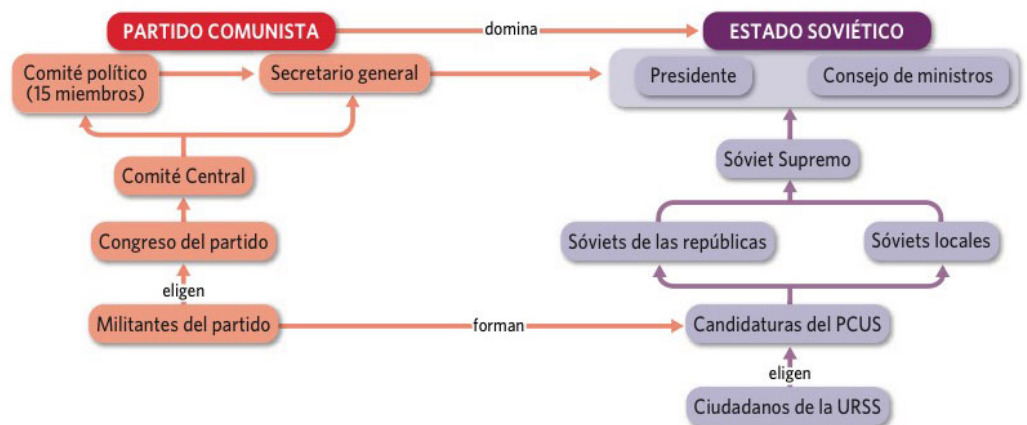 PARTIDO COMUNISTA
domina
ESTADO SOVIÉTICO
Comité político
(15 miembros)
Secretario general
Presidente
Consejo de ministros
Sóviet Supremo
Comité Central
Congreso del partido
Sóviets de las repúblicas
Sóviets locales
eligen
Militantes del partido
forman
Candidaturas del PCUS
eligen
Ciudadanos de la URSS